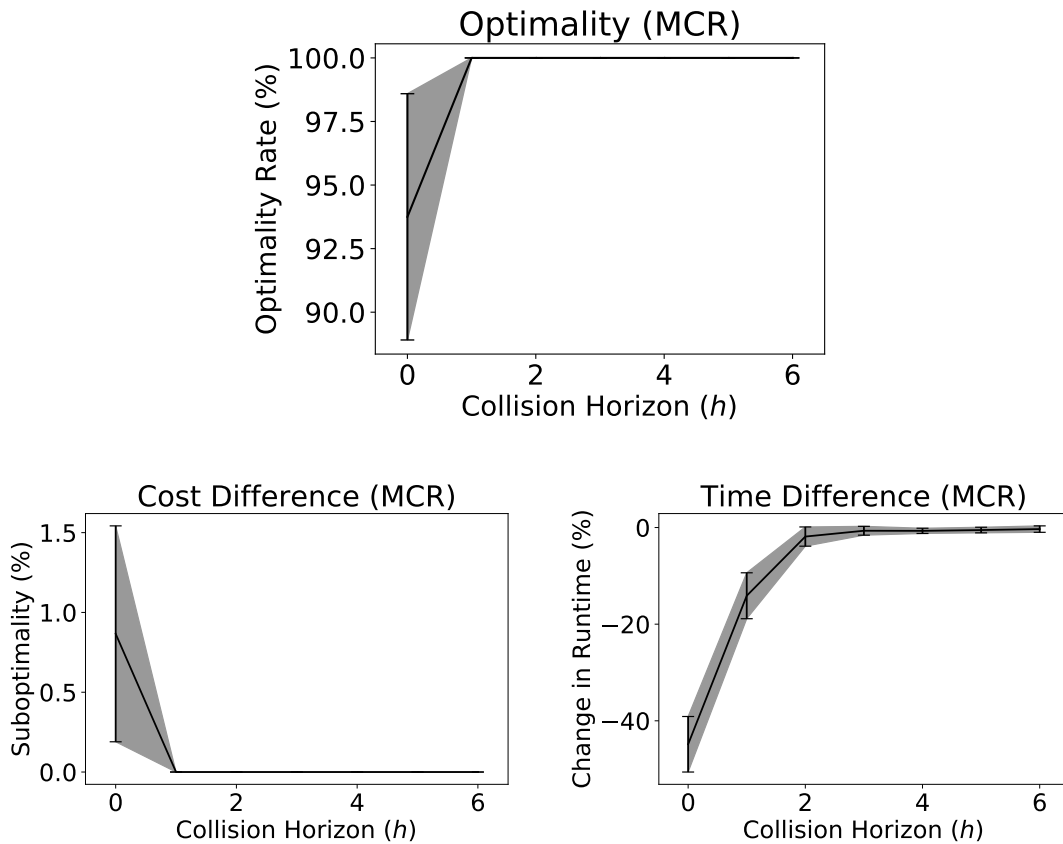 Optimality (MCR)
Optimality Rate (%)
100.0
97.5
95.0
92.5
90.0
0 2 4 6
Collision Horizon (h)
Cost Difference (MCR)
Suboptimality (%)
1.5
1.0
0.5
0.0
0 2 4 6
Collision Horizon (h)
Time Difference (MCR)
Change in Runtime (%)
0
−20
−40
0 2 4 6
Collision Horizon (h)